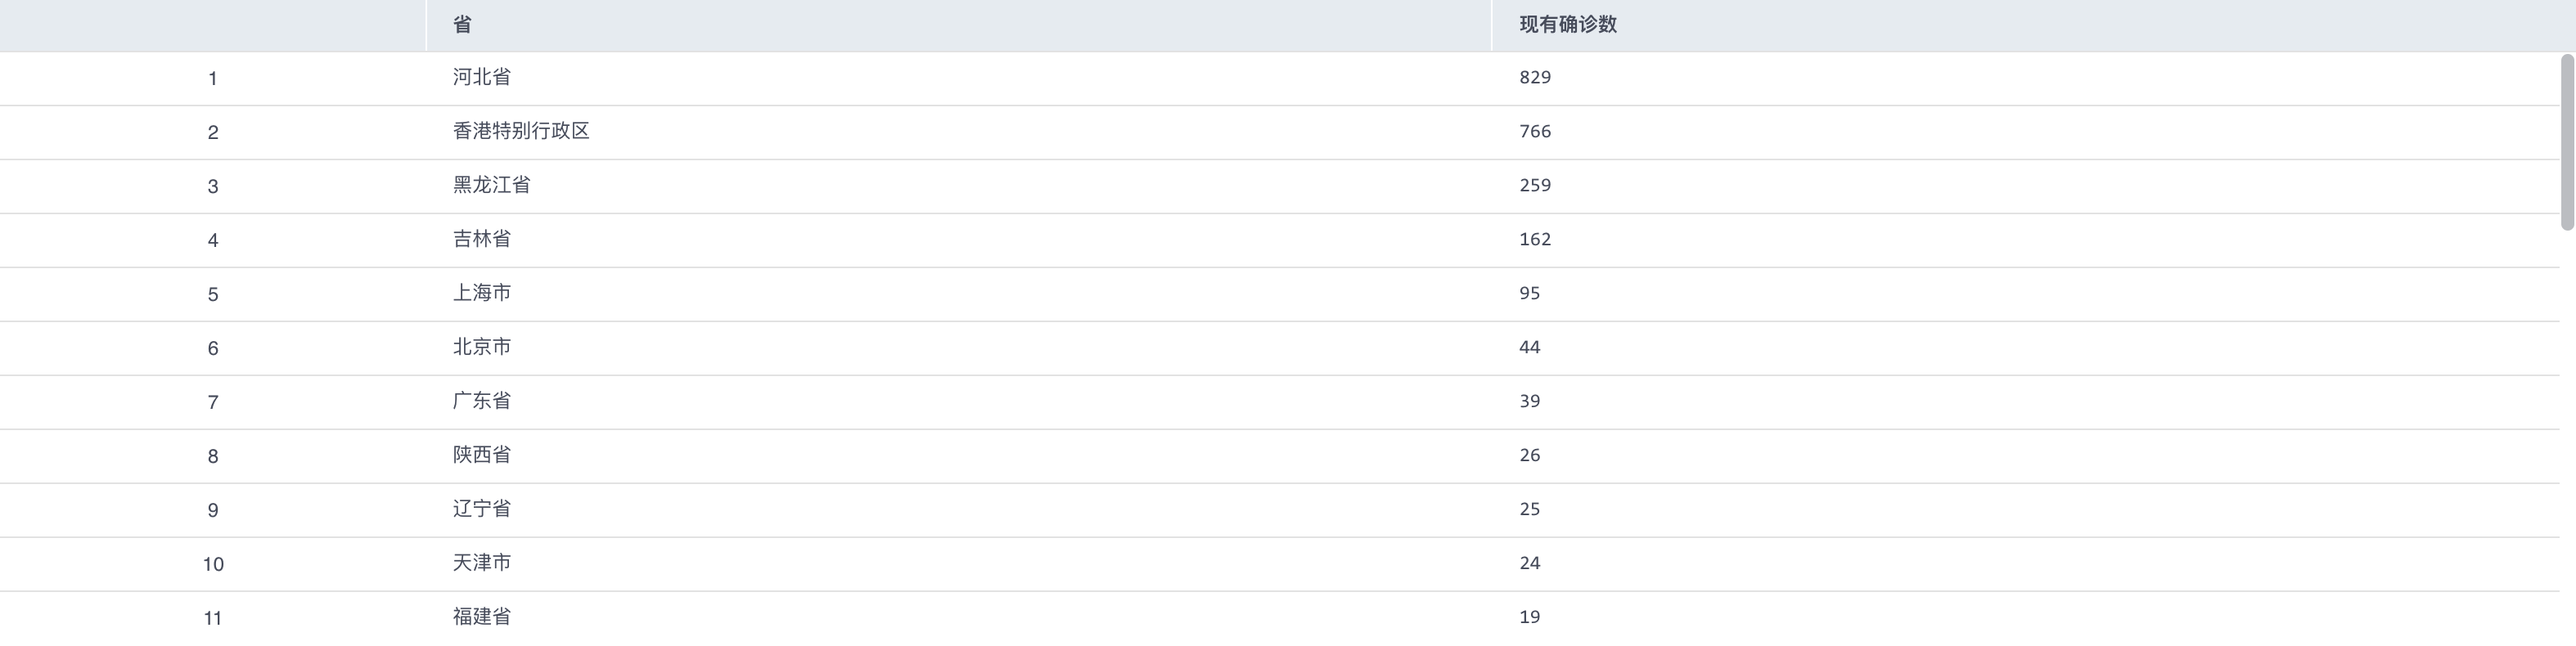 省 现有确诊数
1 河北省 829
2 香港特别行政区 766
3 黑龙江省 259
4 吉林省 162
5 上海市 95
6 北京市 44
7 广东省 39
8 陕西省 26
9 辽宁省 25
10 天津市 24
11 福建省 19